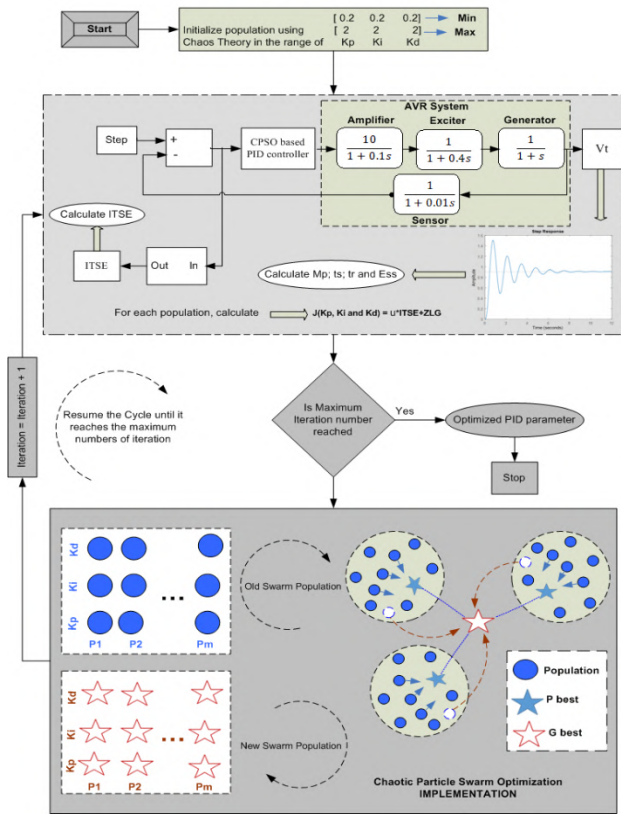 Start
Initialize population using
Chaos Theory in the range of
[ 0.2 0.2 0.2] Min
[ 2 2 2] Max
Kp Ki Kd
AVR System
Amplifier Exciter Generator
Step
+
-
CPSO based
PID controller
10
1 + 0.1s
1
1 + 0.4s
1
1 + s
Vt
1
1 + 0.01s
Sensor
Calculate ITSE
ITSE
Out In
Calculate Mp; ts; tr and Ess
Step Response
Amplitude
Time (seconds)
For each population, calculate J(Kp, Ki and Kd) = υ*ITSE+ZLG
Iteration = Iteration + 1
Resume the Cycle until it
reaches the maximum
numbers of iteration
Is Maximum
Iteration number
reached
Yes
Optimized PID parameter
Stop
Kd
Ki
Kp
...
P1 P2 Pm
Old Swarm Population
Kd
Ki
Kp
...
P1 P2 Pm
New Swarm Population
Population
P best
G best
Chaotic Particle Swarm Optimization
IMPLEMENTATION